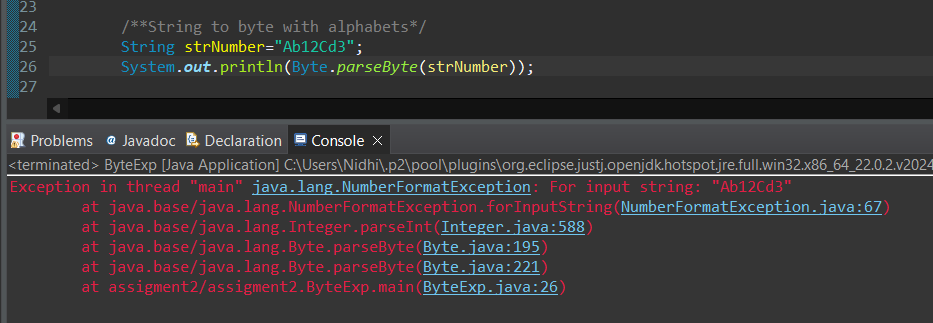 23
24 /**String to byte with alphabets*/
25 String strNumber="Ab12Cd3";
26 System.out.println(Byte.parseByte(strNumber));
27
Problems Javadoc Declaration Console
<terminated> ByteExp [Java Application] C:\Users\Nidhi\.p2\pool\plugins\org.eclipse.justj.openjdk.hotspot.jre.full.win32.x86_64_22.0.2.v2024
Exception in thread "main" java.lang.NumberFormatException: For input string: "Ab12Cd3"
at java.base/java.lang.NumberFormatException.forInputString(NumberFormatException.java:67)
at java.base/java.lang.Integer.parseInt(Integer.java:588)
at java.base/java.lang.Byte.parseByte(Byte.java:195)
at java.base/java.lang.Byte.parseByte(Byte.java:221)
at assigment2/assigment2.ByteExp.main(ByteExp.java:26)